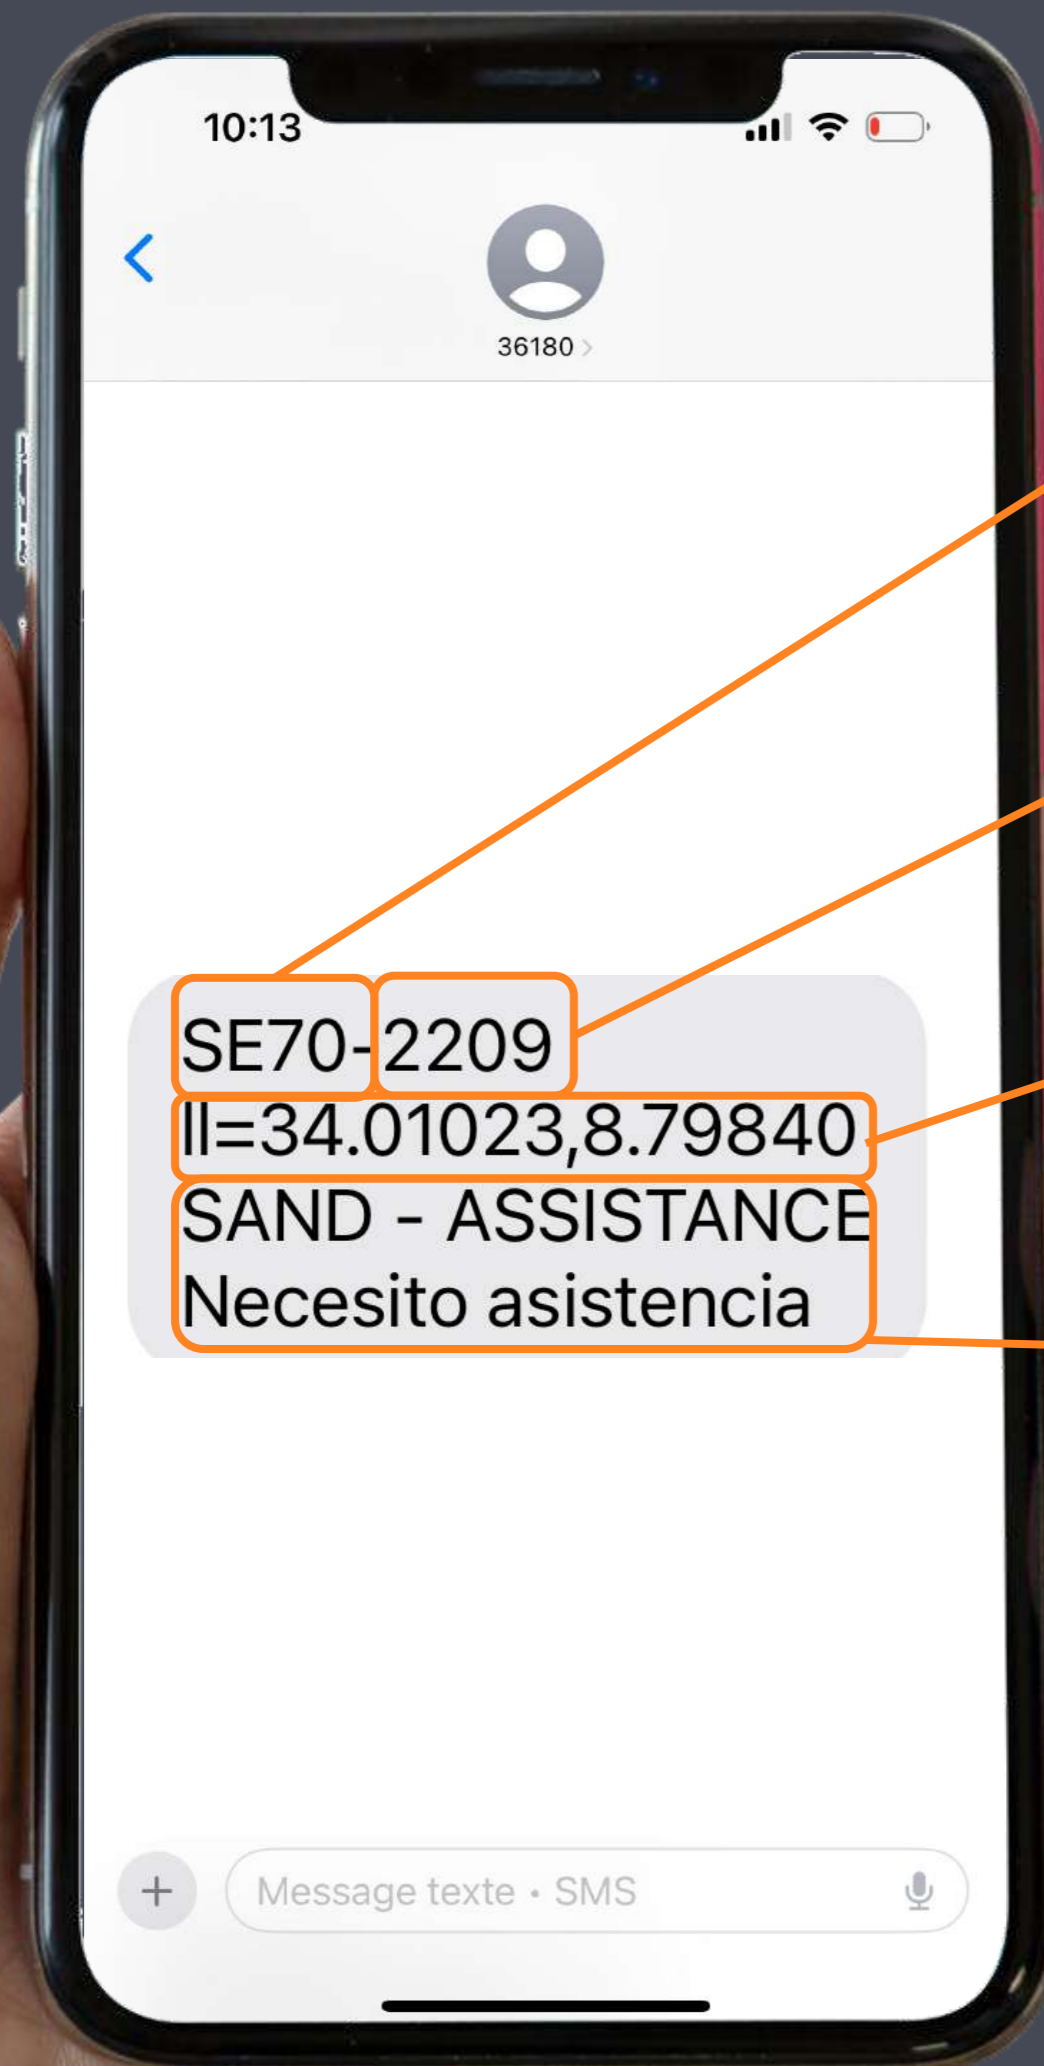 10:13
36180
SE70-2209
ll=34.01023,8.79840
SAND - ASSISTANCE
Necesito asistencia
Message texte • SMS